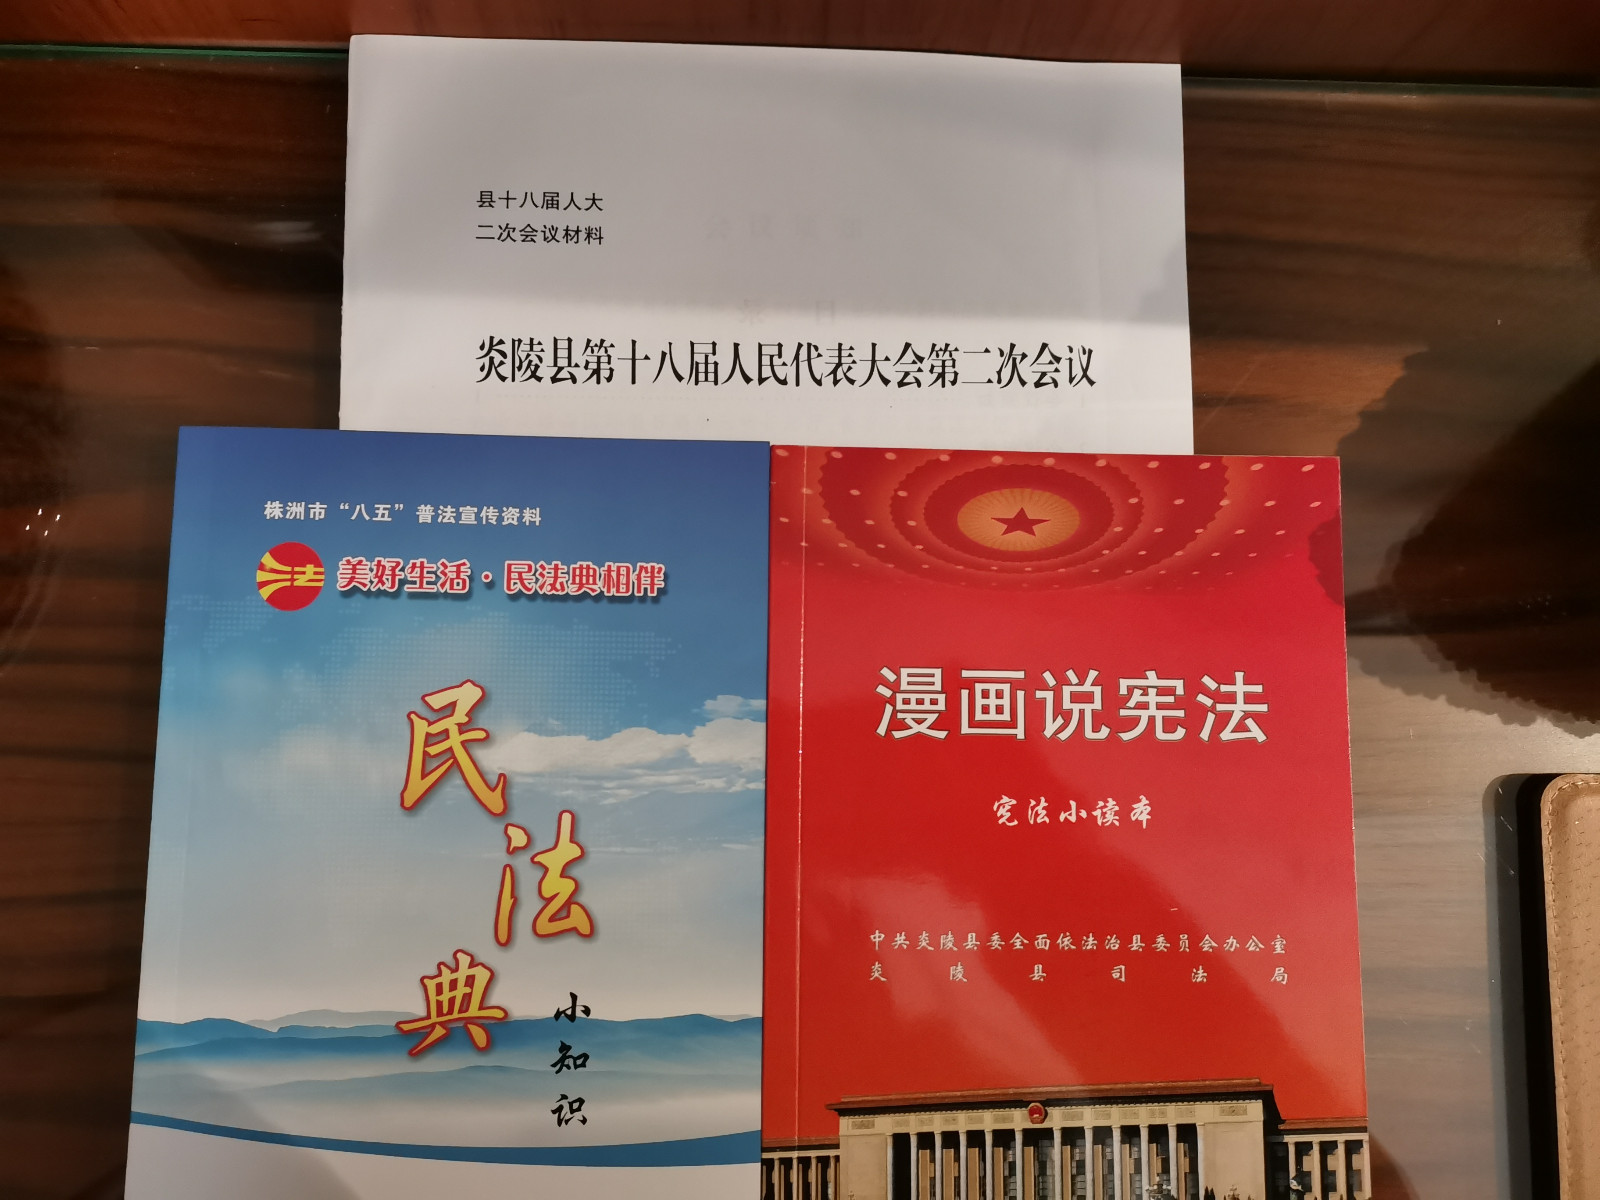 县十八届人大
二次会议材料
炎陵县第十八届人民代表大会第二次会议
株洲市“八五”普法宣传资料
法
美好生活·民法典相伴
民法典
小知识
漫画说宪法
宪法小读本
中共炎陵县委全面依法治县委员会办公室
炎陵县司法局